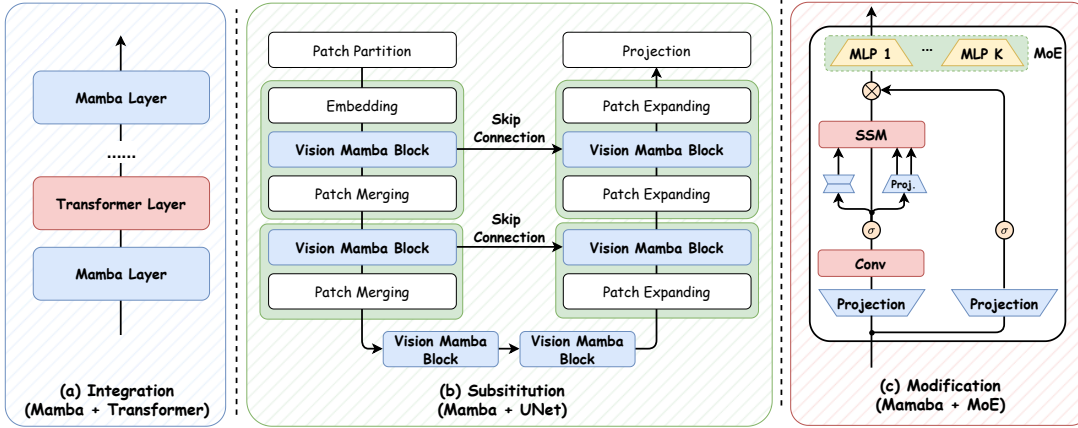 Mamba Layer
......
Transformer Layer
Mamba Layer
(a) Integration
(Mamba + Transformer)
Patch Partition
Embedding
Vision Mamba Block
Patch Merging
Vision Mamba Block
Patch Merging
Skip
Connection
Skip
Connection
Projection
Patch Expanding
Vision Mamba Block
Patch Expanding
Vision Mamba Block
Patch Expanding
Vision Mamba
Block
Vision Mamba
Block
(b) Subsititution
(Mamba + UNet)
MLP 1
...
MLP K
MoE
SSM
Proj.
σ
σ
Conv
Projection
Projection
(c) Modification
(Mamaba + MoE)